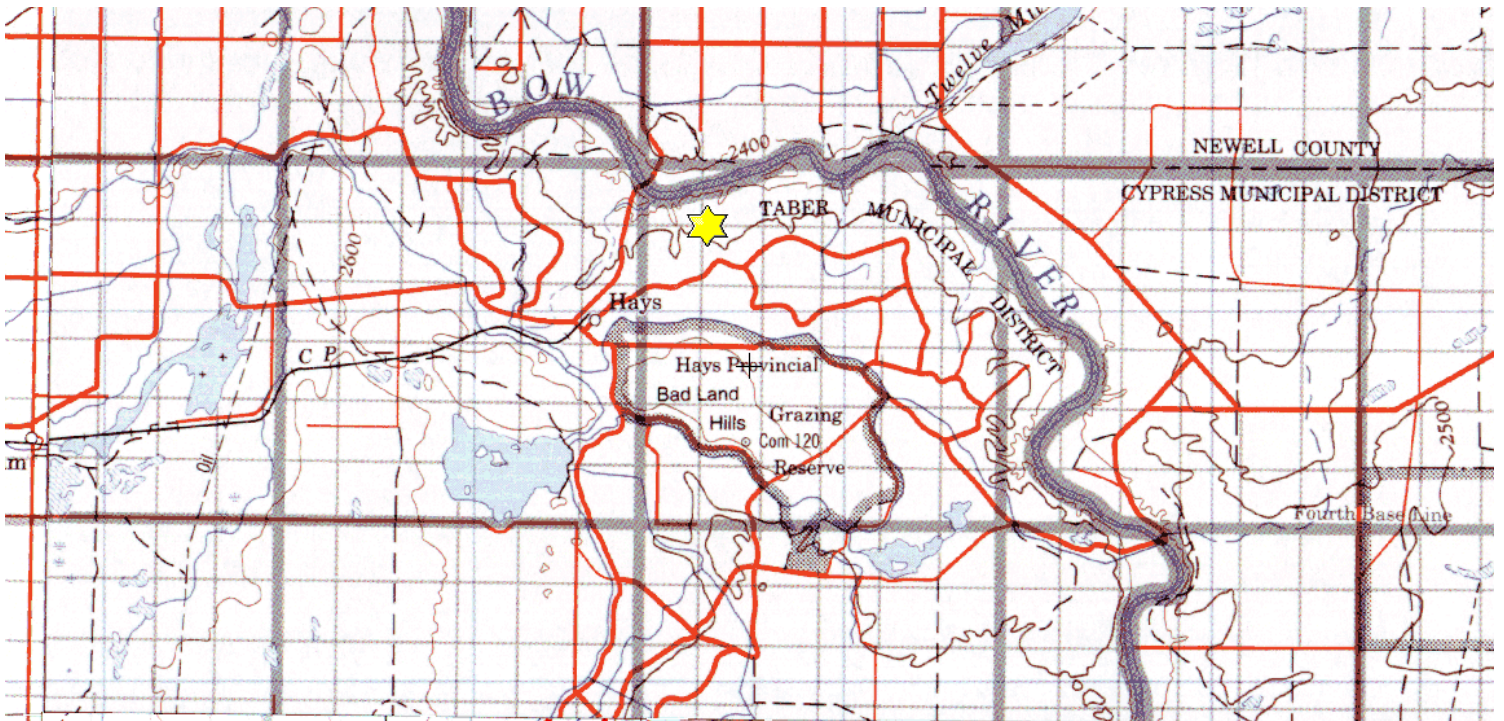 Twelve Mi
BOW
2400
NEWELL COUNTY
CYPRESS MUNICIPAL DISTRICT
TABER MUNICIPAL DISTRICT
RIVER
2600
Hays
C P
Hays Provincial
Bad Land
Grazing
Hills
Com 120
Reserve
m
Oil
2500
Fourth Base Line